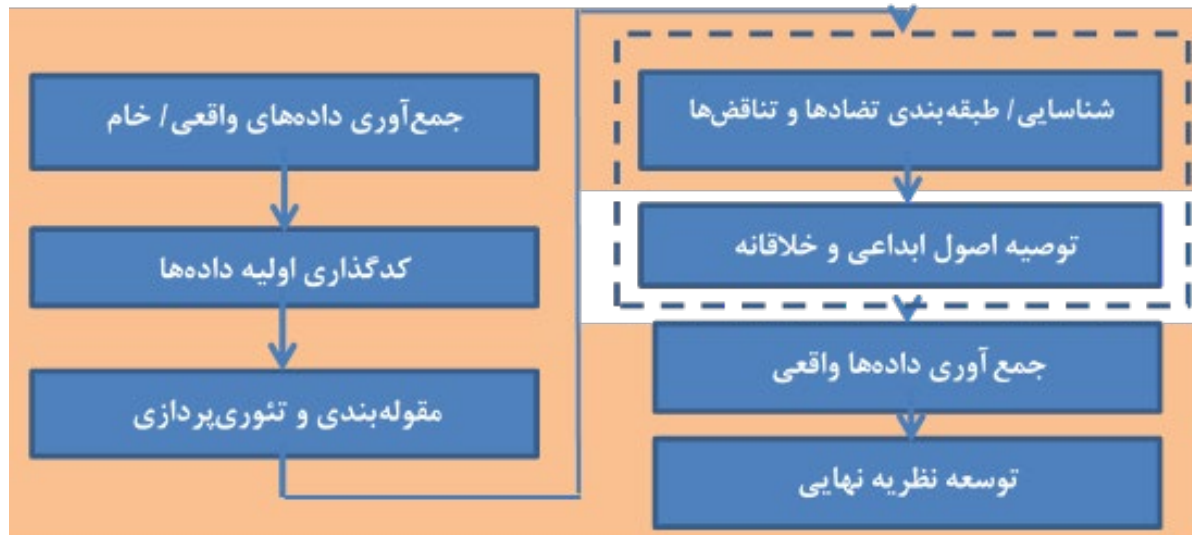 جمع‌آوری داده‌های واقعی/ خام
کدگذاری اولیه داده‌ها
مقوله‌بندی و تئوری‌پردازی
شناسایی/ طبقه‌بندی تضادها و تناقض‌ها
توصیه اصول ابداعی و خلاقانه
جمع آوری داده‌ها واقعی
توسعه نظریه نهایی